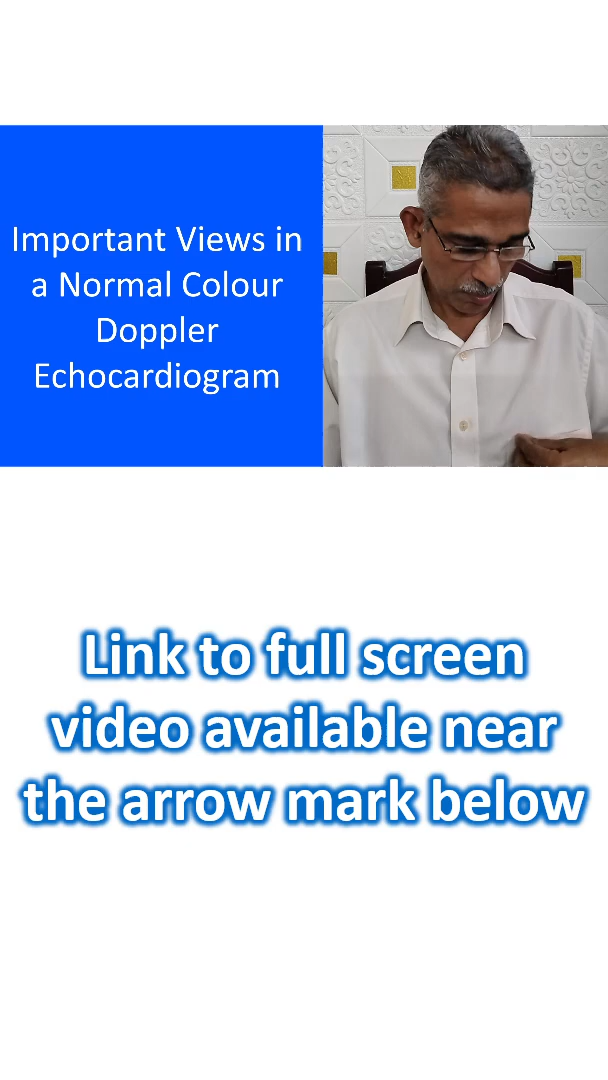 Important Views in
a Normal Colour
Doppler
Echocardiogram
Link to full screen
video available near
the arrow mark below